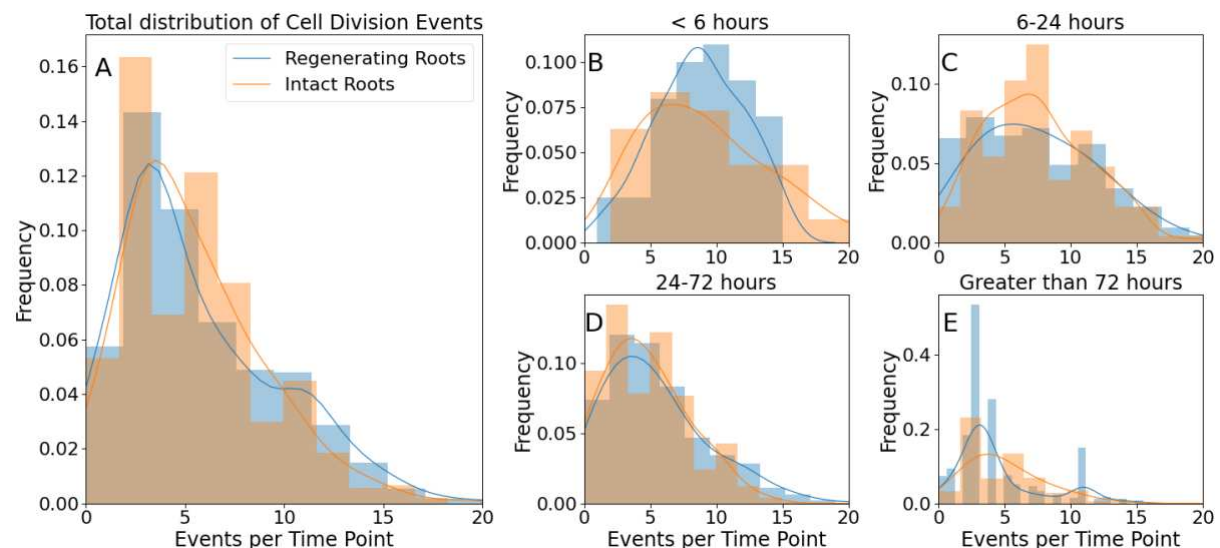 Total distribution of Cell Division Events
A
Regenerating Roots
Intact Roots
Frequency
0.16
0.14
0.12
0.10
0.08
0.06
0.04
0.02
0.00
0 5 10 15 20
Events per Time Point
< 6 hours
B
Frequency
0.100
0.075
0.050
0.025
0.000
0 5 10 15 20
6-24 hours
C
Frequency
0.10
0.05
0.00
0 5 10 15 20
24-72 hours
D
Frequency
0.10
0.05
0.00
0 5 10 15 20
Events per Time Point
Greater than 72 hours
E
Frequency
0.4
0.2
0.0
0 5 10 15 20
Events per Time Point